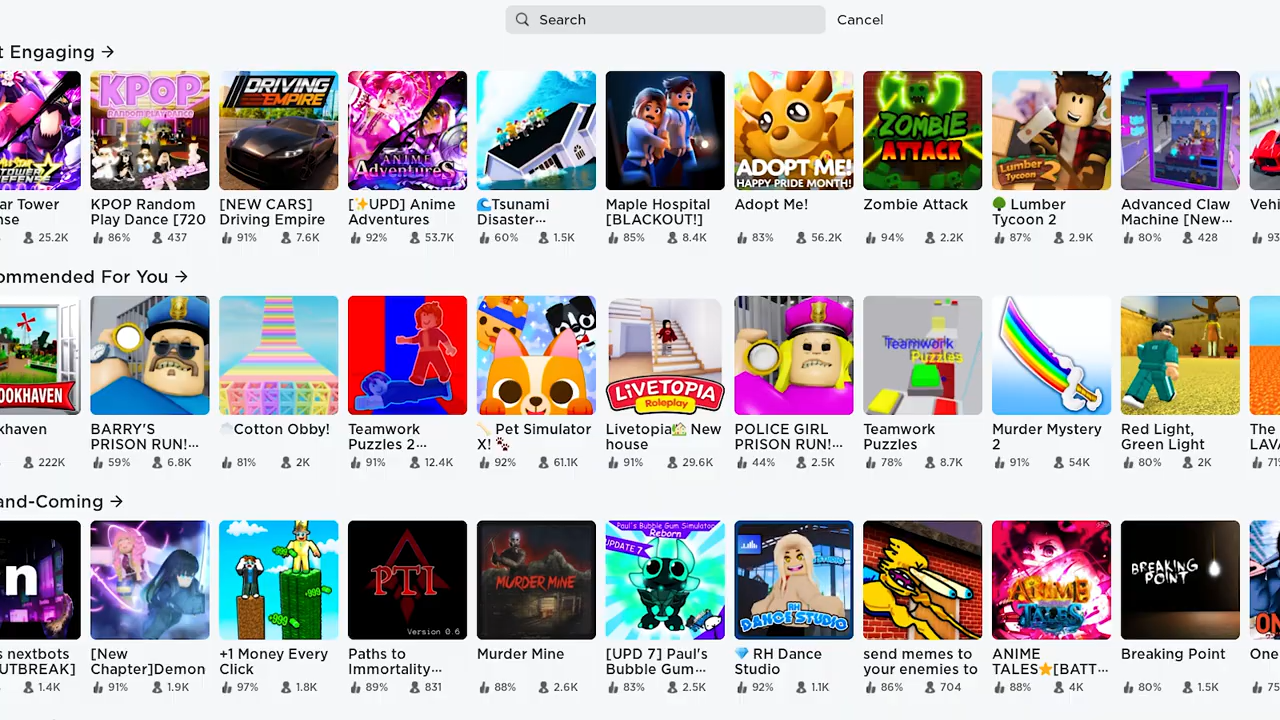 Search
Cancel
t Engaging →
KPOP
RANDOM PLAY DANCE
DRIVING
EMPIRE
ANIME
ADVENTURES
ADOPT ME!
HAPPY PRIDE MONTH!
ZOMBIE
ATTACK
Lumber
Tycoon 2
STAR
TOWER
DEFENSE
ar Tower
nse
KPOP Random
Play Dance [720
[NEW CARS]
Driving Empire
[✨UPD] Anime
Adventures
🌊Tsunami
Disaster...
Maple Hospital
[BLACKOUT!]
Adopt Me!
Zombie Attack
🌳 Lumber
Tycoon 2
Advanced Claw
Machine [New...
Vehi
25.2K
86% 437
91% 7.6K
92% 53.7K
60% 1.5K
85% 8.4K
83% 56.2K
94% 2.2K
87% 2.9K
80% 428
93
ommended For You →
OOKHAVEN
LIVETOPIA
Roleplay
Teamwork
Puzzles
khaven
BARRY'S
PRISON RUN!...
☁️Cotton Obby!
Teamwork
Puzzles 2...
🦴 Pet Simulator
X! 🐾
Livetopia🏡 New
house
POLICE GIRL
PRISON RUN!...
Teamwork
Puzzles
Murder Mystery
2
Red Light,
Green Light
The
LAVA
222K
59% 6.8K
81% 2K
91% 12.4K
92% 61.1K
91% 29.6K
44% 2.5K
78% 8.7K
91% 54K
80% 2K
71%
and-Coming →
n
PTI
Version 0.6
MURDER MINE
Paul's Bubble Gum Simulator
Reborn
UPDATE 7
RH
DANCE STUDIO
ANIME
TALES
BREAKING
POINT
ON
s nextbots
UTBREAK]
[New
Chapter]Demon
+1 Money Every
Click
Paths to
Immortality...
Murder Mine
[UPD 7] Paul's
Bubble Gum...
💎 RH Dance
Studio
send memes to
your enemies to
ANIME
TALES⭐[BATT...
Breaking Point
One
1.4K
91% 1.9K
97% 1.8K
89% 831
88% 2.6K
83% 2.5K
92% 1.1K
86% 704
88% 4K
80% 1.5K
75